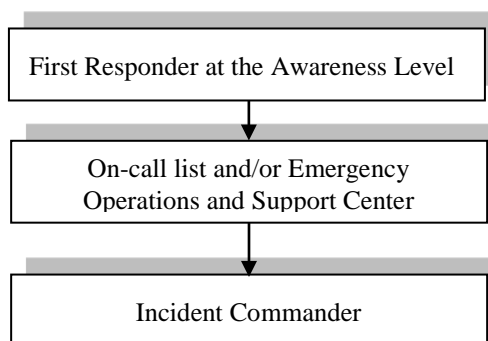 First Responder at the Awareness Level
On-call list and/or Emergency
Operations and Support Center
Incident Commander